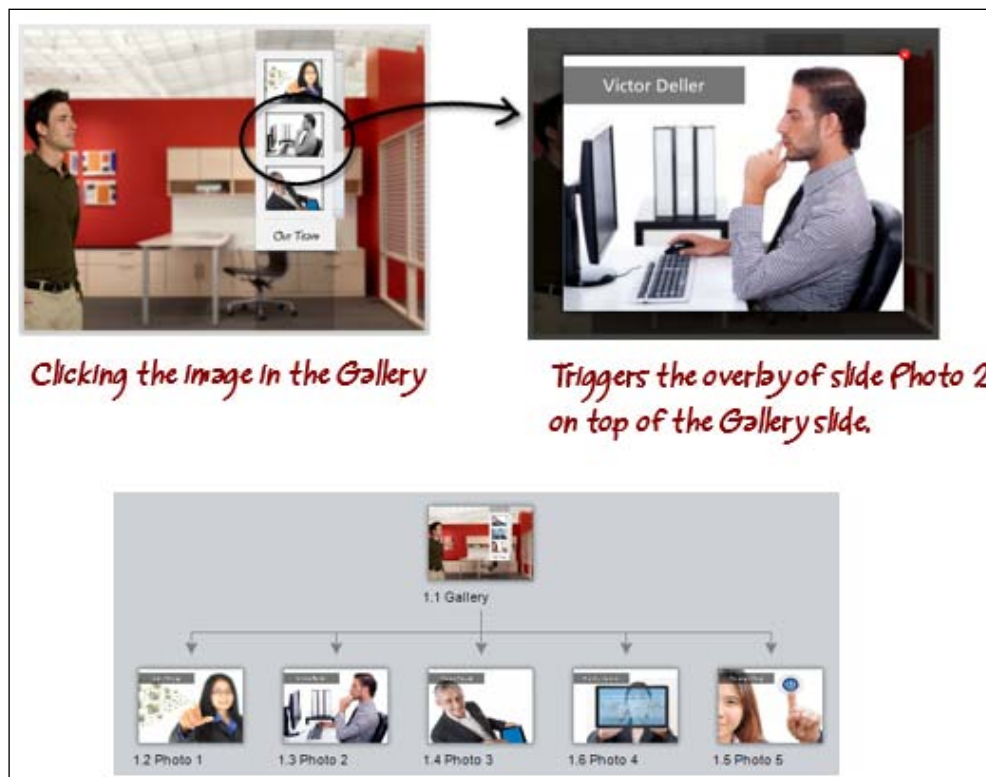 Our Team
Victor Deller
Clicking the image in the Gallery
Triggers the overlay of slide Photo 2
on top of the Gallery slide.
1.1 Gallery
1.2 Photo 1
1.3 Photo 2
1.4 Photo 3
1.6 Photo 4
1.5 Photo 5